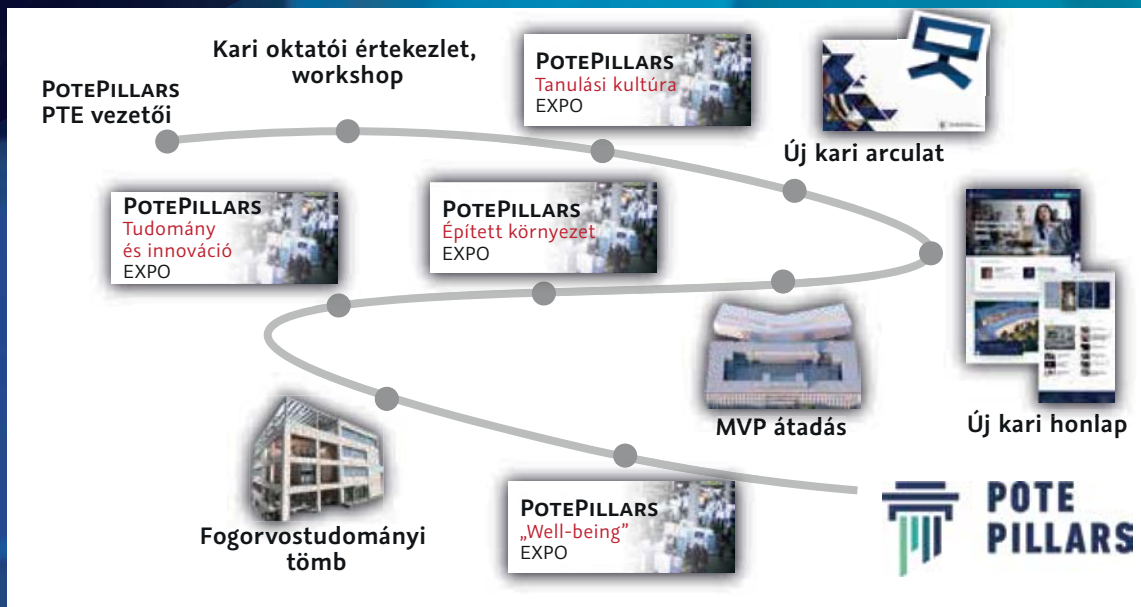 POTEPILLARS
PTE vezetői
Kari oktatói értekezlet,
workshop
POTEPILLARS
Tanulási kultúra
EXPO
Új kari arculat
Új kari honlap
MVP átadás
POTEPILLARS
Épített környezet
EXPO
POTEPILLARS
Tudomány
és innováció
EXPO
Fogorvostudományi
tömb
POTEPILLARS
„Well-being”
EXPO
POTE
PILLARS